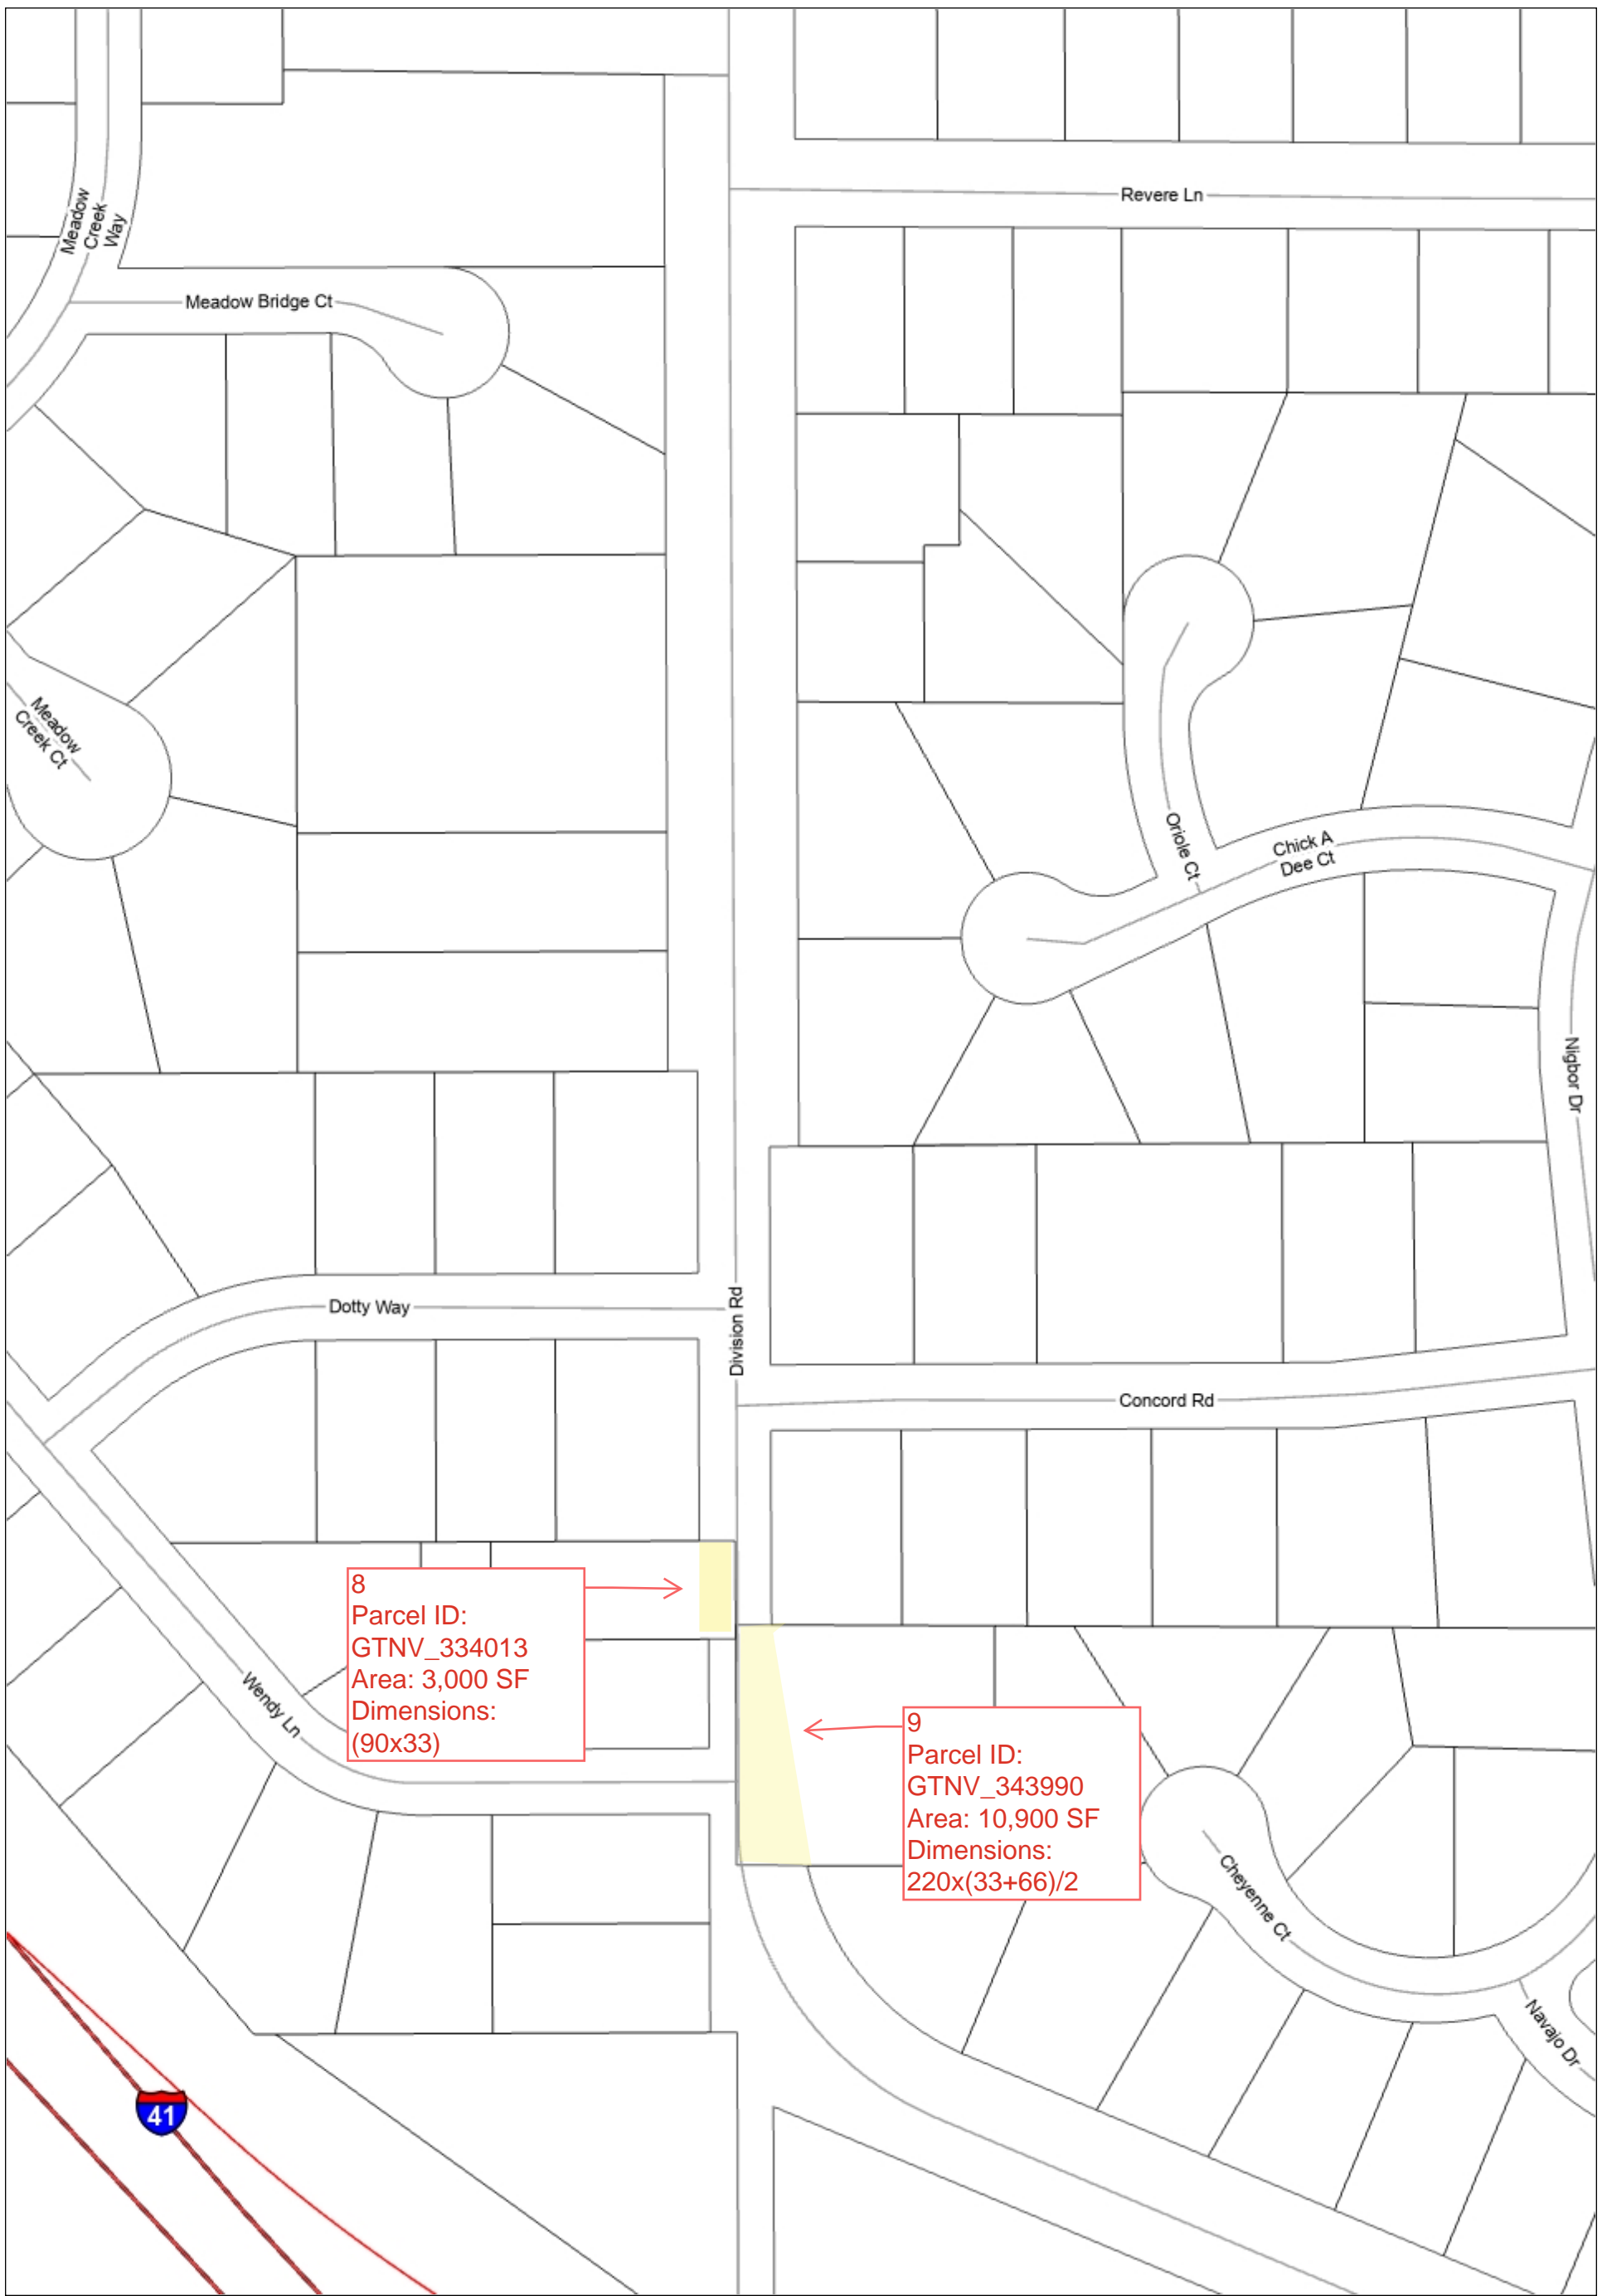 Revere Ln
Meadow
Creek
Way
Meadow Bridge Ct
Meadow
Creek Ct
Oriole Ct
Chick A
Dee Ct
Nigbor Dr
Dotty Way
Division Rd
Concord Rd
8
Parcel ID:
GTNV_334013
Area: 3,000 SF
Dimensions:
(90x33)
Wendy Ln
9
Parcel ID:
GTNV_343990
Area: 10,900 SF
Dimensions:
220x(33+66)/2
Cheyenne Ct
Navajo Dr
41